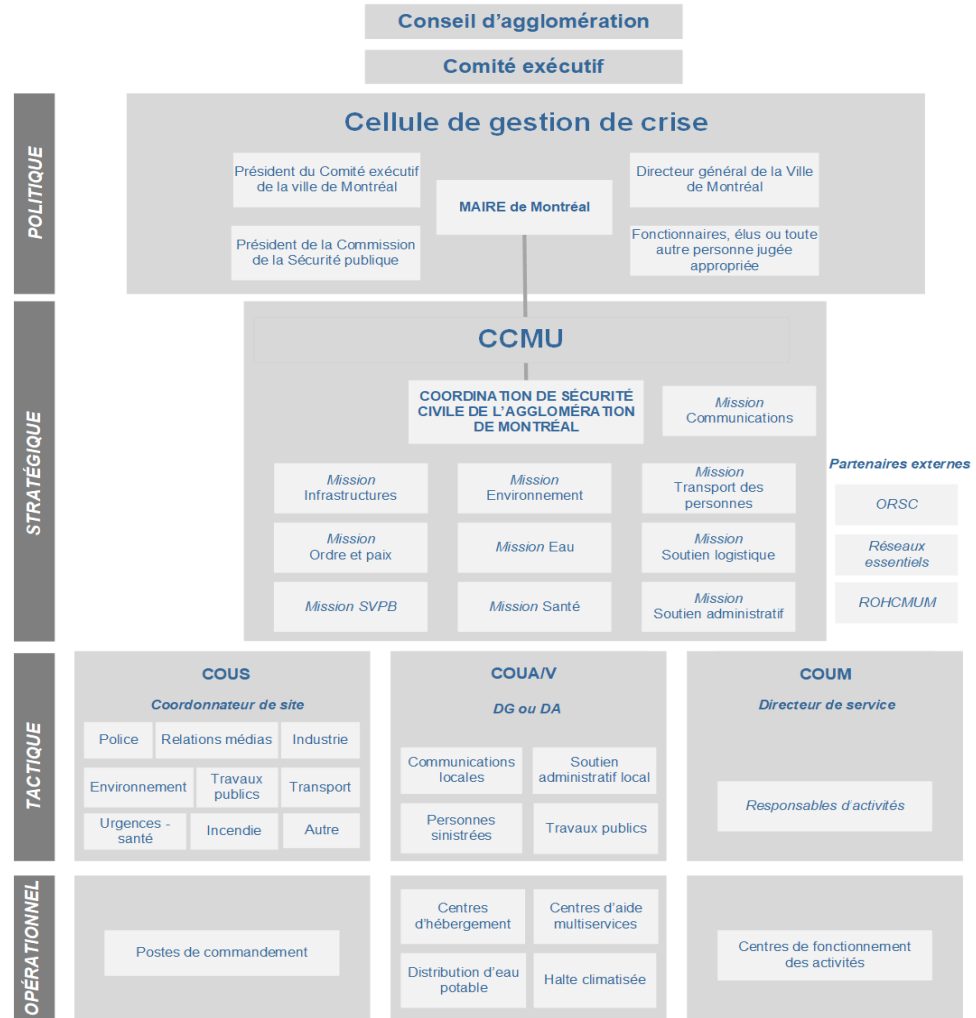 Conseil d'agglomération
Comité exécutif
POLITIQUE
Cellule de gestion de crise
Président du Comité exécutif
de la ville de Montréal
Directeur général de la Ville
de Montréal
MAIRE de Montréal
Président de la Commission
de la Sécurité publique
Fonctionnaires, élus ou toute
autre personne jugée
appropriée
STRATÉGIQUE
CCMU
COORDINATION DE SÉCURITÉ
CIVILE DE L'AGGLOMÉRATION
DE MONTRÉAL
Mission
Communications
Mission
Infrastructures
Mission
Environnement
Mission
Transport des
personnes
Mission
Ordre et paix
Mission Eau
Mission
Soutien logistique
Mission SVPB
Mission Santé
Mission
Soutien administratif
Partenaires externes
ORSC
Réseaux
essentiels
ROHCMUM
TACTIQUE
COUS
Coordonnateur de site
Police
Relations médias
Industrie
Environnement
Travaux
publics
Transport
Urgences -
santé
Incendie
Autre
COUA/V
DG ou DA
Communications
locales
Soutien
administratif local
Personnes
sinistrées
Travaux publics
COUM
Directeur de service
Responsables d'activités
OPÉRATIONNEL
Postes de commandement
Centres
d'hébergement
Centres d'aide
multiservices
Distribution d'eau
potable
Halte climatisée
Centres de fonctionnement
des activités